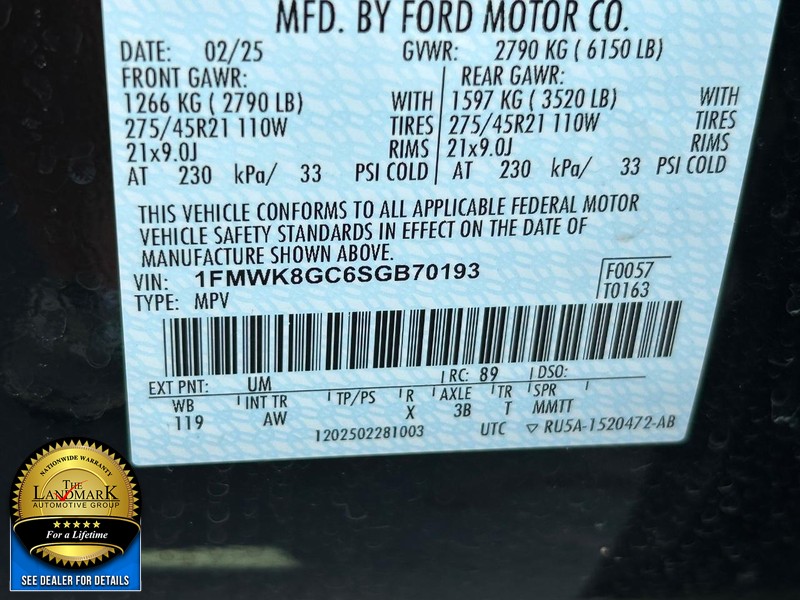 MFD. BY FORD MOTOR CO.
DATE: 02/25 GVWR: 2790 KG ( 6150 LB)
FRONT GAWR: REAR GAWR:
1266 KG ( 2790 LB) WITH 1597 KG ( 3520 LB) WITH
275/45R21 110W TIRES 275/45R21 110W TIRES
21x9.0J RIMS 21x9.0J RIMS
AT 230 kPa/ 33 PSI COLD AT 230 kPa/ 33 PSI COLD
THIS VEHICLE CONFORMS TO ALL APPLICABLE FEDERAL MOTOR
VEHICLE SAFETY STANDARDS IN EFFECT ON THE DATE OF
MANUFACTURE SHOWN ABOVE.
VIN: 1FMWK8GC6SGB70193 F0057
TYPE: MPV T0163
EXT PNT: UM RC: 89 DSO:
WB INT TR TP/PS R AXLE TR SPR
119 AW X 3B T MMTT
1202502281003 UTC ▽ RU5A-1520472-AB
NATIONWIDE WARRANTY
THE
LANDMARK
AUTOMOTIVE GROUP
★★★★★
For a Lifetime
SEE DEALER FOR DETAILS